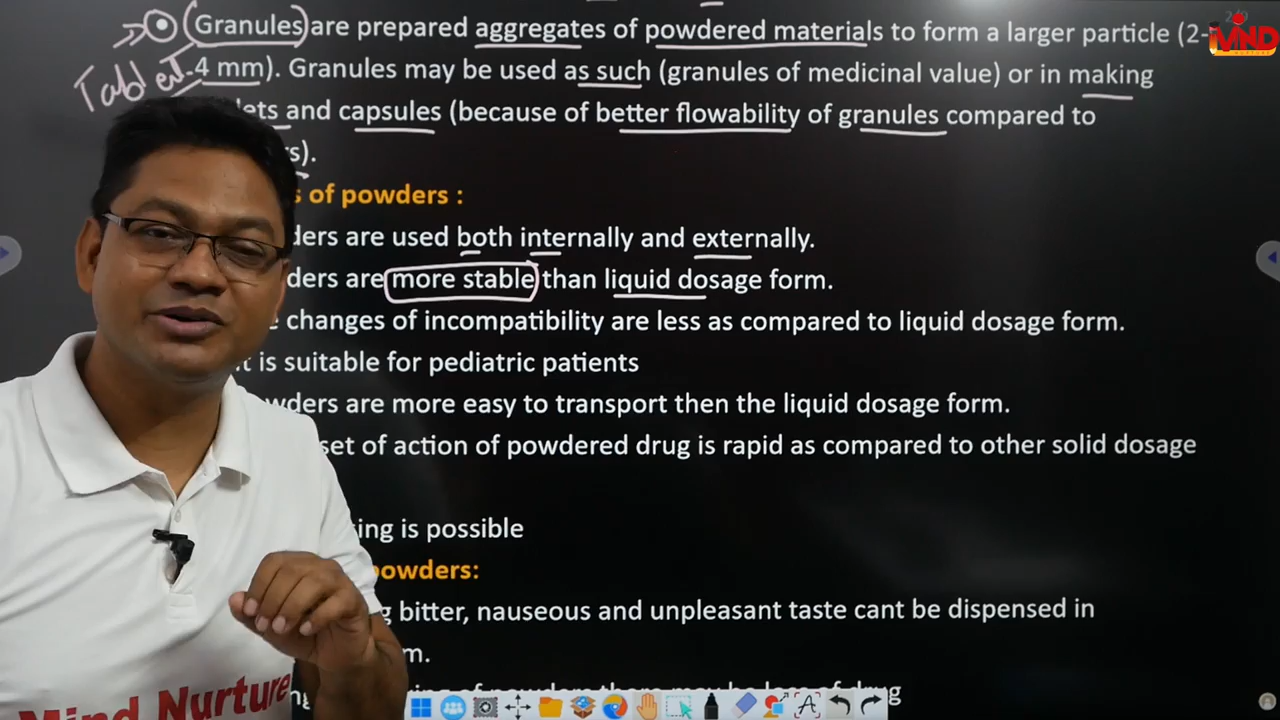 Granules are prepared aggregates of powdered materials to form a larger particle (2-
Tablet
-4 mm). Granules may be used as such (granules of medicinal value) or in making
lets and capsules (because of better flowability of granules compared to
s).
s of powders :
ders are used both internally and externally.
ders are more stable than liquid dosage form.
e changes of incompatibility are less as compared to liquid dosage form.
it is suitable for pediatric patients
wders are more easy to transport then the liquid dosage form.
set of action of powdered drug is rapid as compared to other solid dosage
ing is possible
powders:
g bitter, nauseous and unpleasant taste cant be dispensed in
m.
of drug
MND
Mind Nurture